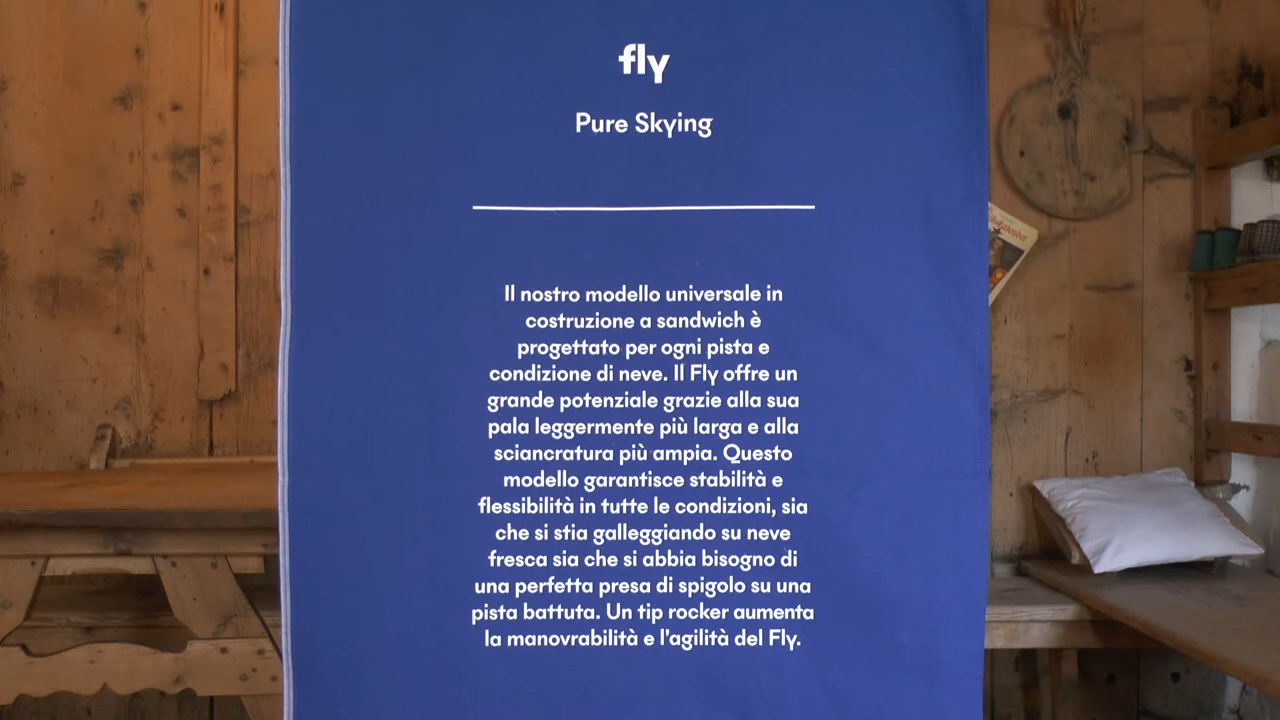 fly
Pure Skying
Il nostro modello universale in
costruzione a sandwich è
progettato per ogni pista e
condizione di neve. Il Fly offre un
grande potenziale grazie alla sua
pala leggermente più larga e alla
sciancratura più ampia. Questo
modello garantisce stabilità e
flessibilità in tutte le condizioni, sia
che si stia galleggiando su neve
fresca sia che si abbia bisogno di
una perfetta presa di spigolo su una
pista battuta. Un tip rocker aumenta
la manovrabilità e l'agilità del Fly.